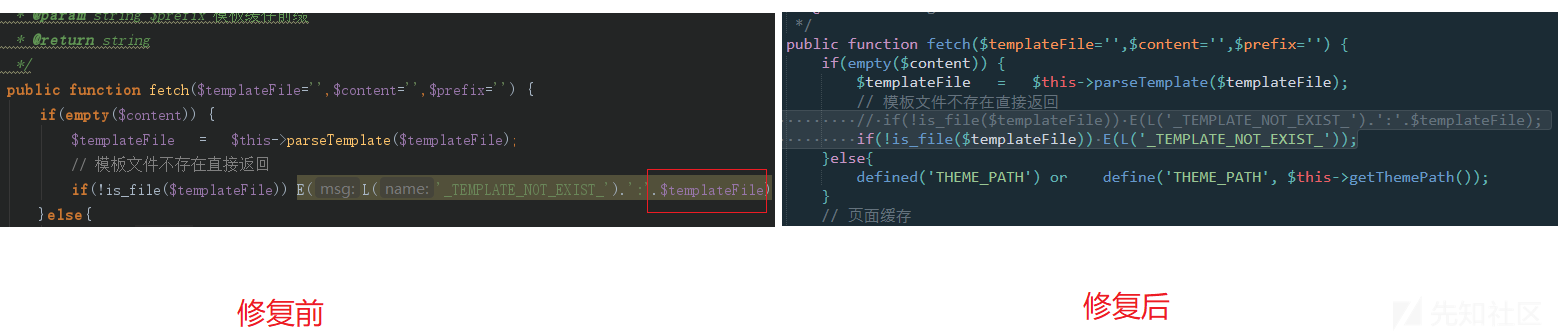 * @param string $prefix 模板缓存前缀
* @return string
*/
public function fetch($templateFile='',$content='',$prefix='') {
if(empty($content)) {
$templateFile = $this->parseTemplate($templateFile);
// 模板文件不存在直接返回
if(!is_file($templateFile)) E( msg: L( name: '_TEMPLATE_NOT_EXIST_').':'.$templateFile)
}else{
修复前
*/
public function fetch($templateFile='',$content='',$prefix='') {
if(empty($content)) {
$templateFile = $this->parseTemplate($templateFile);
// 模板文件不存在直接返回
// if(!is_file($templateFile)) E(L('_TEMPLATE_NOT_EXIST_').':'.$templateFile);
if(!is_file($templateFile)) E(L('_TEMPLATE_NOT_EXIST_'));
}else{
defined('THEME_PATH') or define('THEME_PATH', $this->getThemePath());
}
// 页面缓存
修复后
先知社区